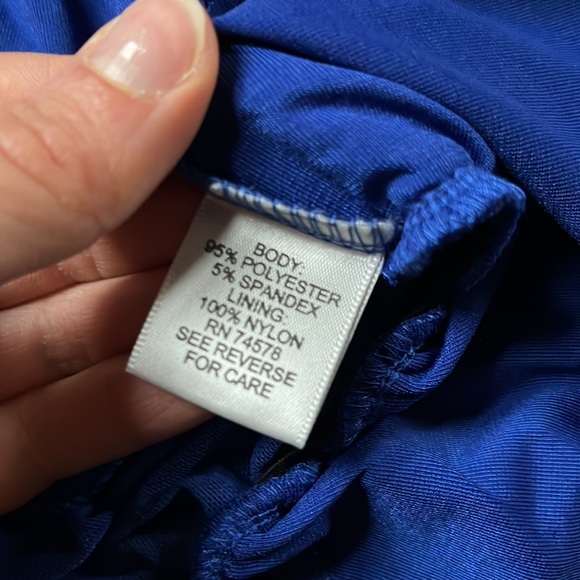 BODY:
95% POLYESTER
5% SPANDEX
LINING:
100% NYLON
RN 74578
SEE REVERSE
FOR CARE